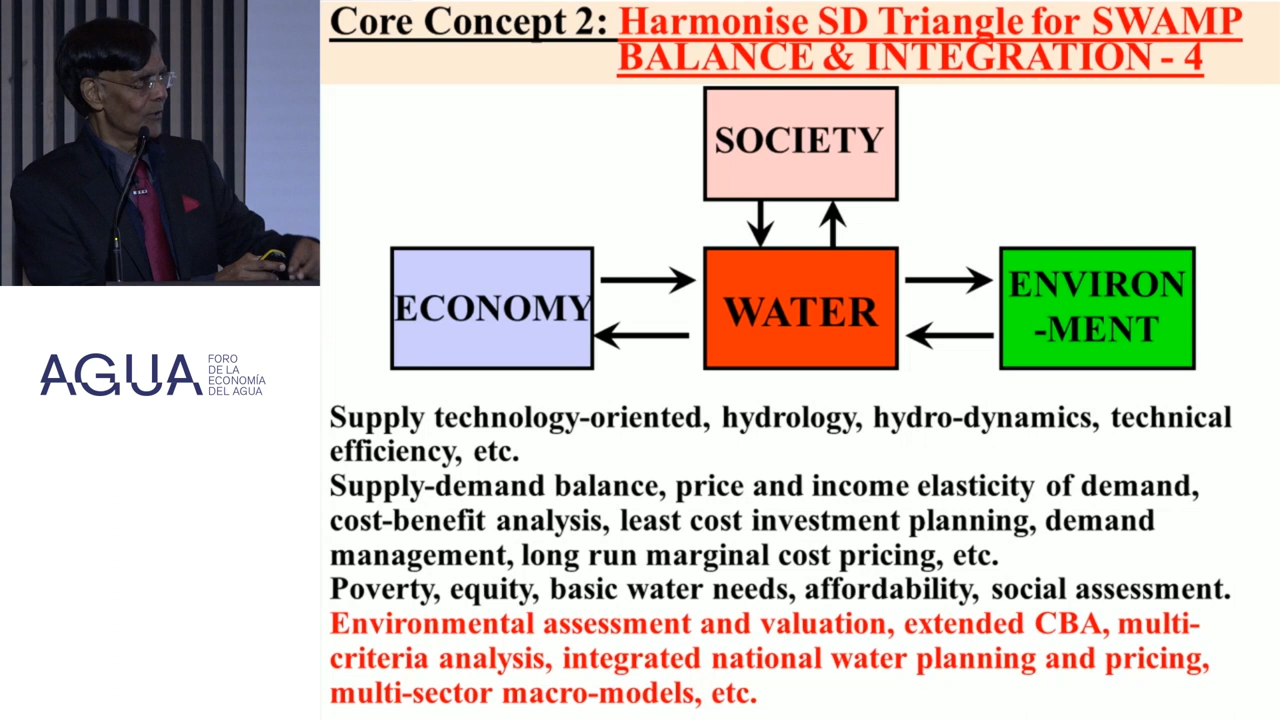 Core Concept 2: Harmonise SD Triangle for SWAMP
BALANCE & INTEGRATION - 4
SOCIETY
ECONOMY
WATER
ENVIRON
-MENT
AGUA
FORO
DE LA
ECONOMÍA
DEL AGUA
Supply technology-oriented, hydrology, hydro-dynamics, technical
efficiency, etc.
Supply-demand balance, price and income elasticity of demand,
cost-benefit analysis, least cost investment planning, demand
management, long run marginal cost pricing, etc.
Poverty, equity, basic water needs, affordability, social assessment.
Environmental assessment and valuation, extended CBA, multi-
criteria analysis, integrated national water planning and pricing,
multi-sector macro-models, etc.